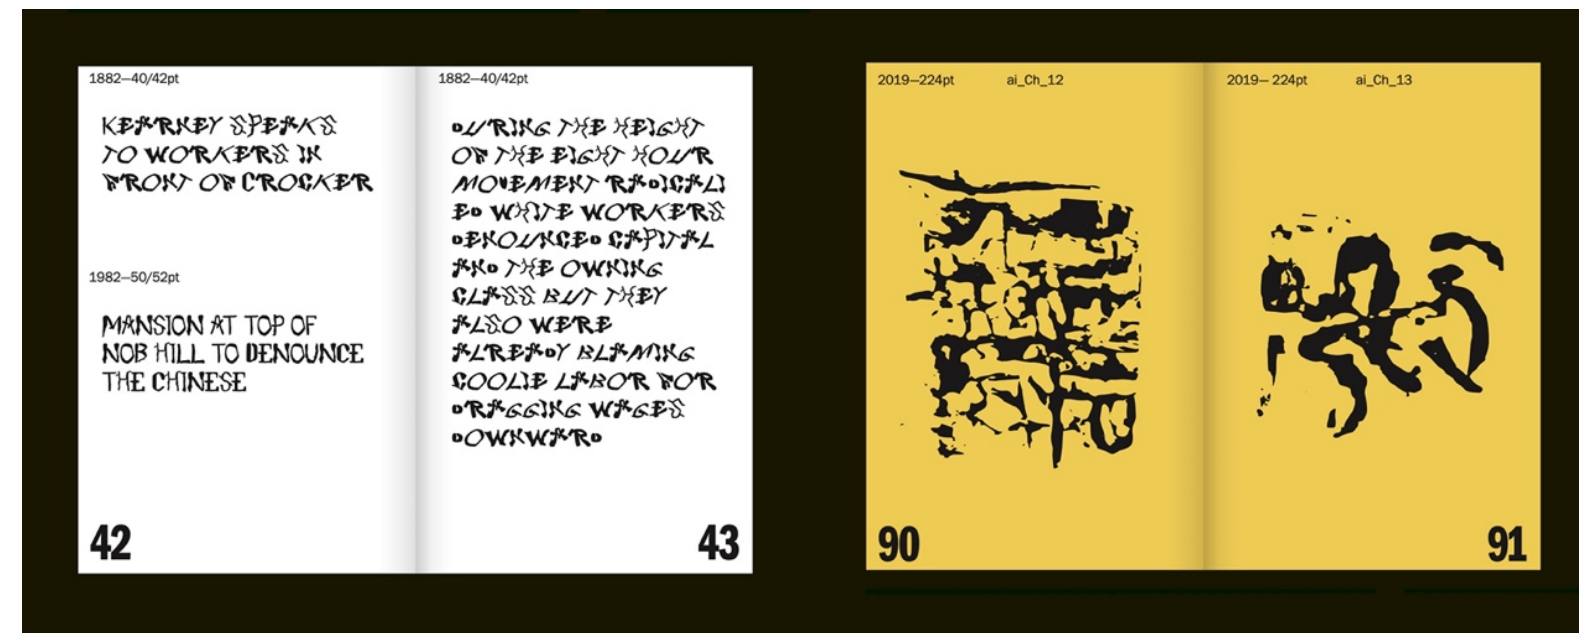 1882—40/42pt
KEARNEY SPEAKS
TO WORKERS IN
FRONT OF CROCKER
1982—50/52pt
MANSION AT TOP OF
NOB HILL TO DENOUNCE
THE CHINESE
42
1882—40/42pt
DURING THE HEIGHT
OF THE EIGHT HOUR
MOVEMENT RADICALI
ED WHITE WORKERS
DENOUNCED CAPITAL
AND THE OWNING
CLASS BUT THEY
ALSO WERE
ALREADY BLAMING
COOLIE LABOR FOR
DRAGGING WAGES
DOWNWARD
43
2019—224pt ai_Ch_12
90
2019— 224pt ai_Ch_13
91